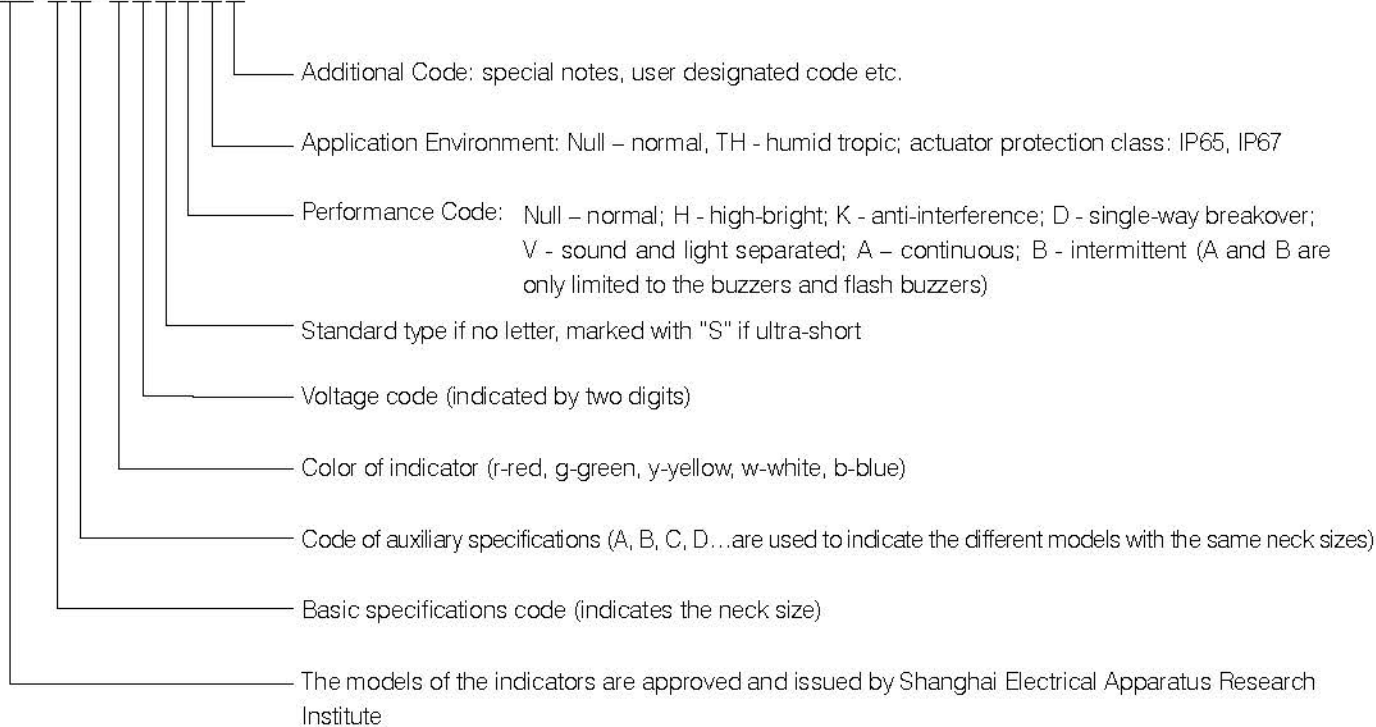 Additional Code: special notes, user designated code etc.
Application Environment: Null – normal, TH - humid tropic; actuator protection class: IP65, IP67
Performance Code: Null – normal; H - high-bright; K - anti-interference; D - single-way breakover;
V - sound and light separated; A – continuous; B - intermittent (A and B are
only limited to the buzzers and flash buzzers)
Standard type if no letter, marked with "S" if ultra-short
Voltage code (indicated by two digits)
Color of indicator (r-red, g-green, y-yellow, w-white, b-blue)
Code of auxiliary specifications (A, B, C, D...are used to indicate the different models with the same neck sizes)
Basic specifications code (indicates the neck size)
The models of the indicators are approved and issued by Shanghai Electrical Apparatus Research
Institute